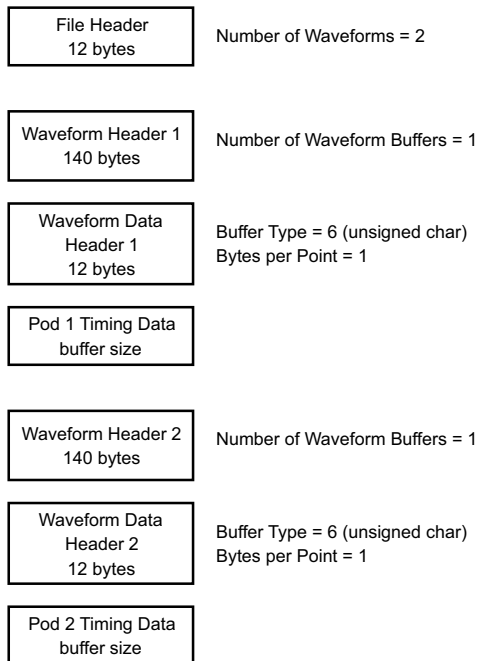 File Header
12 bytes
Number of Waveforms = 2
Waveform Header 1
140 bytes
Number of Waveform Buffers = 1
Waveform Data
Header 1
12 bytes
Buffer Type = 6 (unsigned char)
Bytes per Point = 1
Pod 1 Timing Data
buffer size
Waveform Header 2
140 bytes
Number of Waveform Buffers = 1
Waveform Data
Header 2
12 bytes
Buffer Type = 6 (unsigned char)
Bytes per Point = 1
Pod 2 Timing Data
buffer size